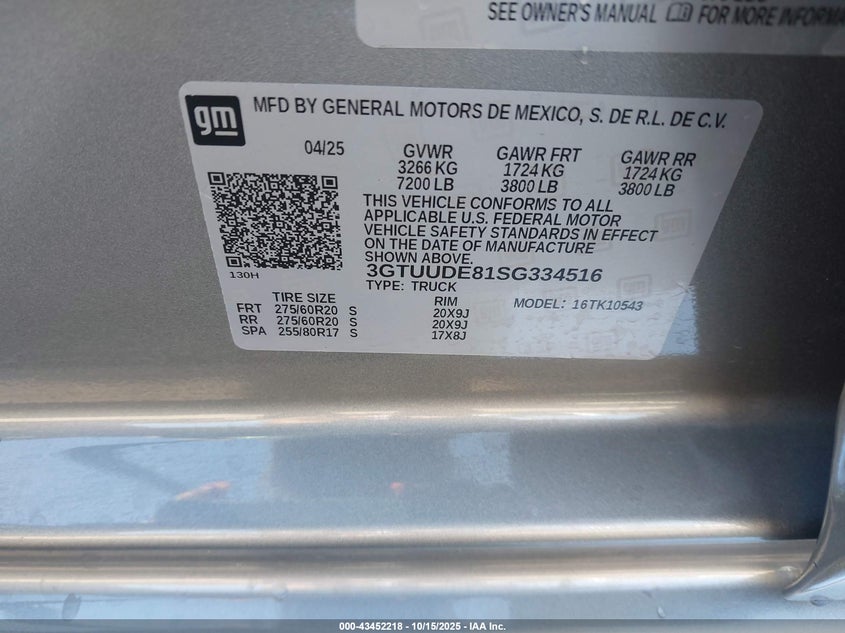 SEE OWNER'S MANUAL FOR MORE INFORMA
gm
MFD BY GENERAL MOTORS DE MEXICO, S. DE R.L. DE C.V.
04/25 GVWR GAWR FRT GAWR RR
3266 KG 1724 KG 1724 KG
7200 LB 3800 LB 3800 LB
THIS VEHICLE CONFORMS TO ALL
APPLICABLE U.S. FEDERAL MOTOR
VEHICLE SAFETY STANDARDS IN EFFECT
ON THE DATE OF MANUFACTURE
SHOWN ABOVE.
130H
3GTUUDE81SG334516
TYPE: TRUCK
TIRE SIZE RIM MODEL: 16TK10543
FRT 275/60R20 S 20X9J
RR 275/60R20 S 20X9J
SPA 255/80R17 S 17X8J
000-43452218 - 10/15/2025 - IAA Inc.